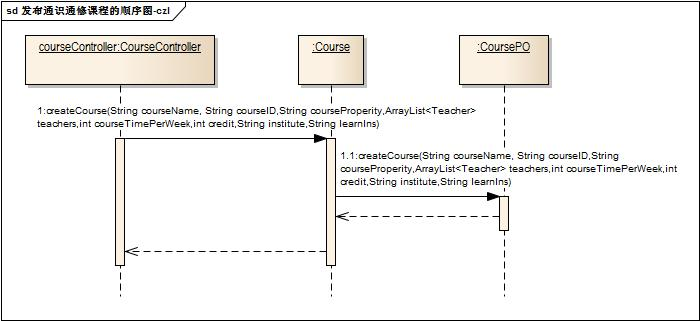 sd 发布通识通修课程的顺序图-czl
courseController:CourseController
:Course
:CoursePO
1:createCourse(String courseName, String courseID,String courseProperity,ArrayList<Teacher>
teachers,int courseTimePerWeek,int credit,String institute,String learnIns)
1.1:createCourse(String courseName, String courseID,String
courseProperity,ArrayList<Teacher> teachers,int courseTimePerWeek,int
credit,String institute,String learnIns)